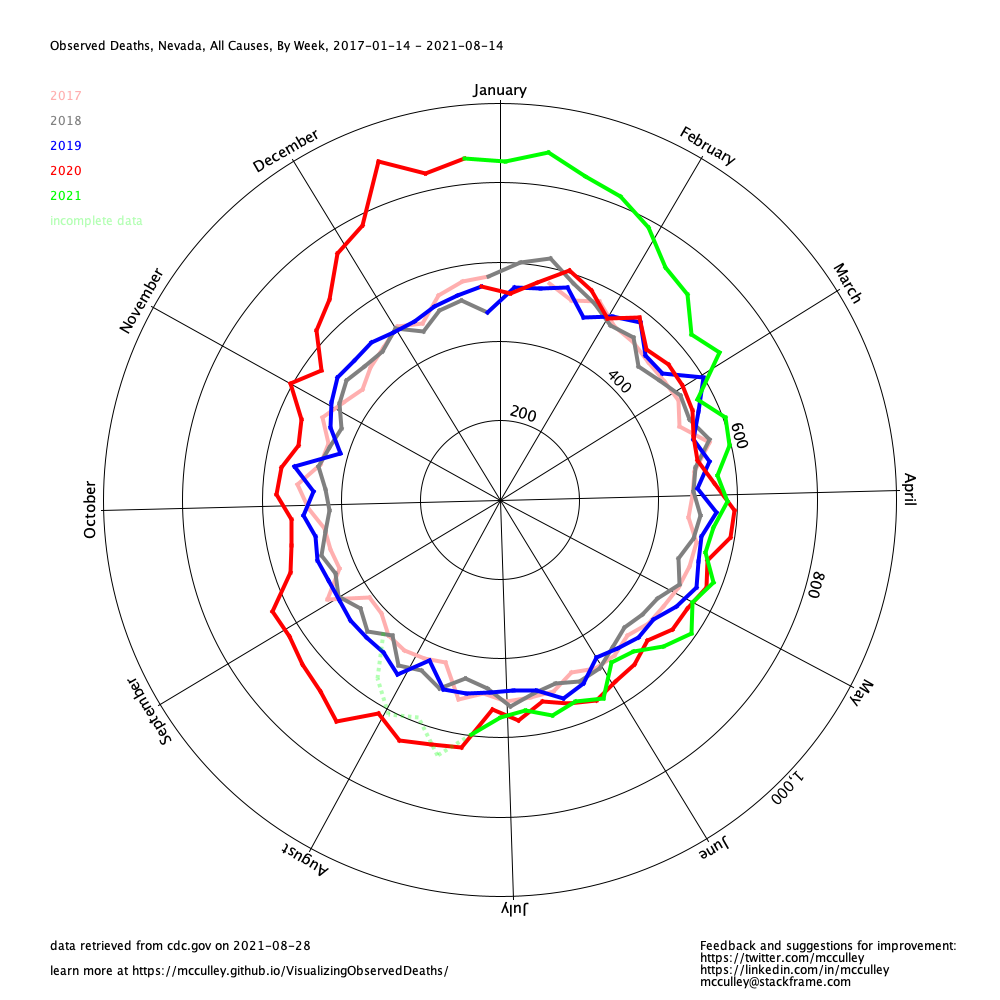 Observed Deaths, Nevada, All Causes, By Week, 2017-01-14 - 2021-08-14
2017
2018
2019
2020
2021
incomplete data
January
February
March
April
May
June
July
August
September
October
November
December
200
400
600
800
1,000
data retrieved from cdc.gov on 2021-08-28
learn more at https://mcculley.github.io/VisualizingObservedDeaths/
Feedback and suggestions for improvement:
https://twitter.com/mcculley
https://linkedin.com/in/mcculley
mcculley@stackframe.com